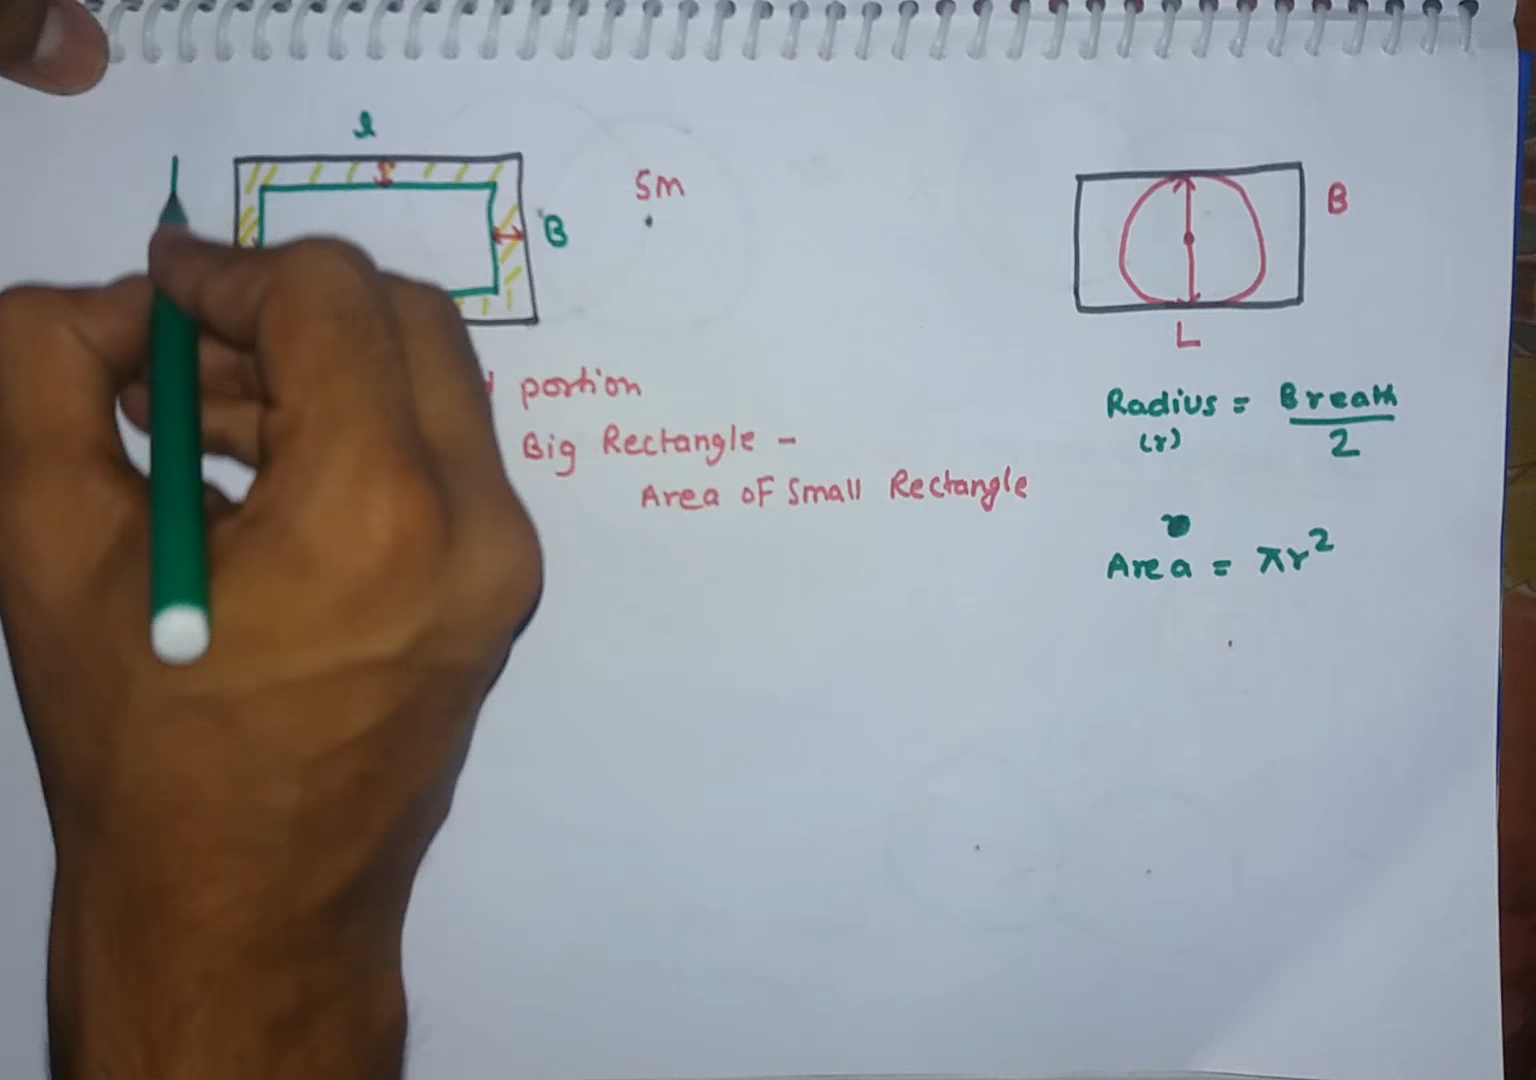 l
B
5m
portion
Big Rectangle -
Area of Small Rectangle
B
L
Radius = Breath
2
(r)
Area = πr²